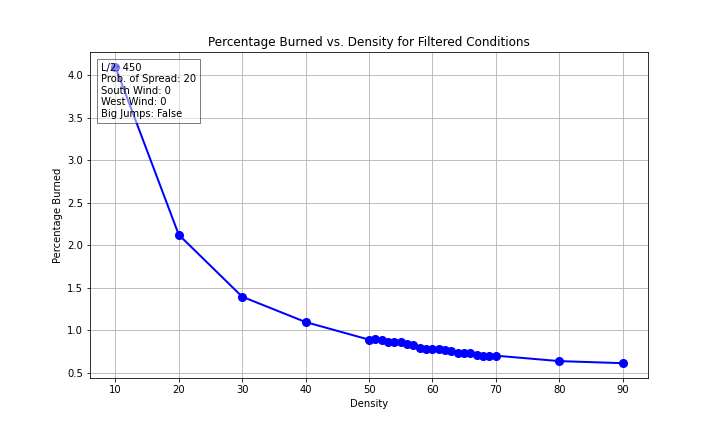 Percentage Burned vs. Density for Filtered Conditions
L/2: 450
Prob. of Spread: 20
South Wind: 0
West Wind: 0
Big Jumps: False
Percentage Burned
4.0
3.5
3.0
2.5
2.0
1.5
1.0
0.5
10 20 30 40 50 60 70 80 90
Density